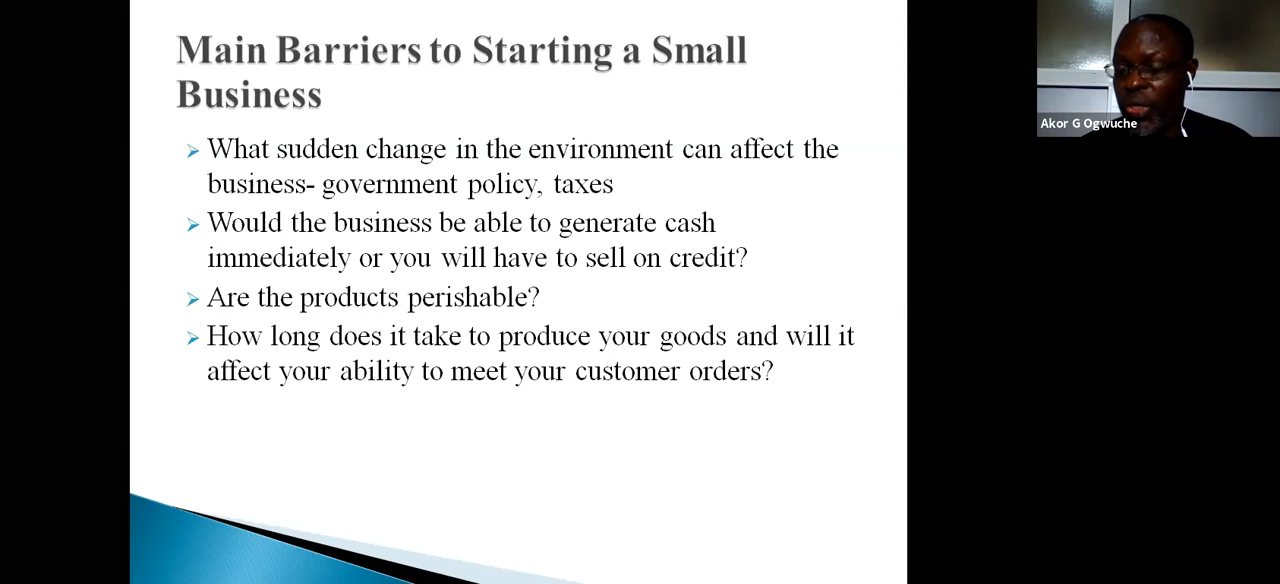 Main Barriers to Starting a Small
Business
What sudden change in the environment can affect the
business- government policy, taxes
Would the business be able to generate cash
immediately or you will have to sell on credit?
Are the products perishable?
How long does it take to produce your goods and will it
affect your ability to meet your customer orders?
Akor G Ogwuche